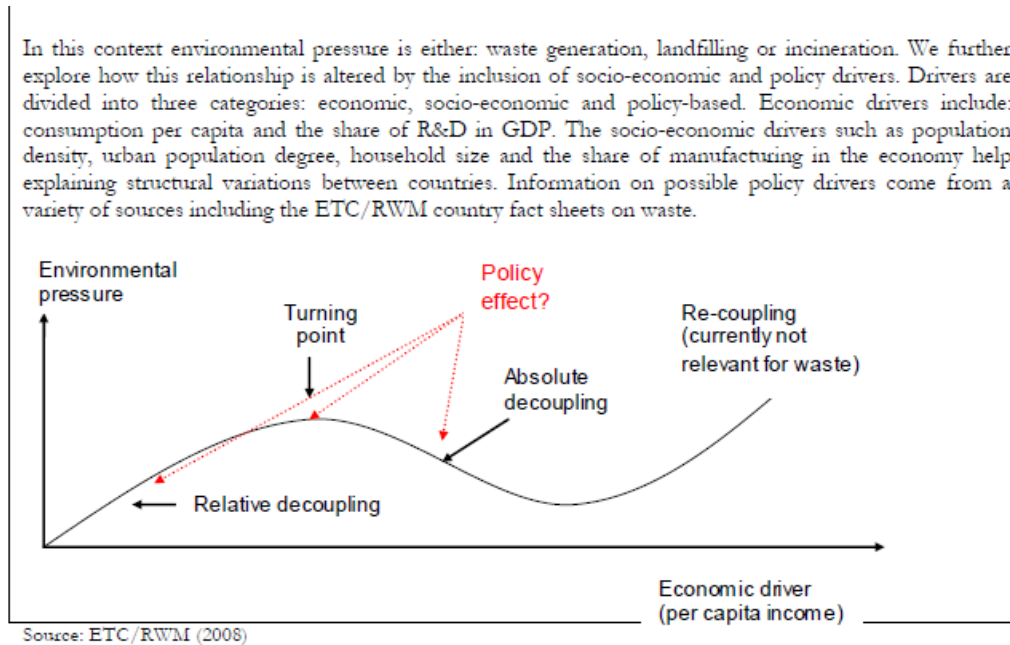 In this context environmental pressure is either: waste generation, landfilling or incineration. We further
explore how this relationship is altered by the inclusion of socio-economic and policy drivers. Drivers are
divided into three categories: economic, socio-economic and policy-based. Economic drivers include:
consumption per capita and the share of R&D in GDP. The socio-economic drivers such as population
density, urban population degree, household size and the share of manufacturing in the economy help
explaining structural variations between countries. Information on possible policy drivers come from a
variety of sources including the ETC/RWM country fact sheets on waste.
Environmental
pressure
Policy
effect?
Turning
point
Re-coupling
(currently not
relevant for waste)
Absolute
decoupling
Relative decoupling
Economic driver
(per capita income)
Source: ETC/RWM (2008)